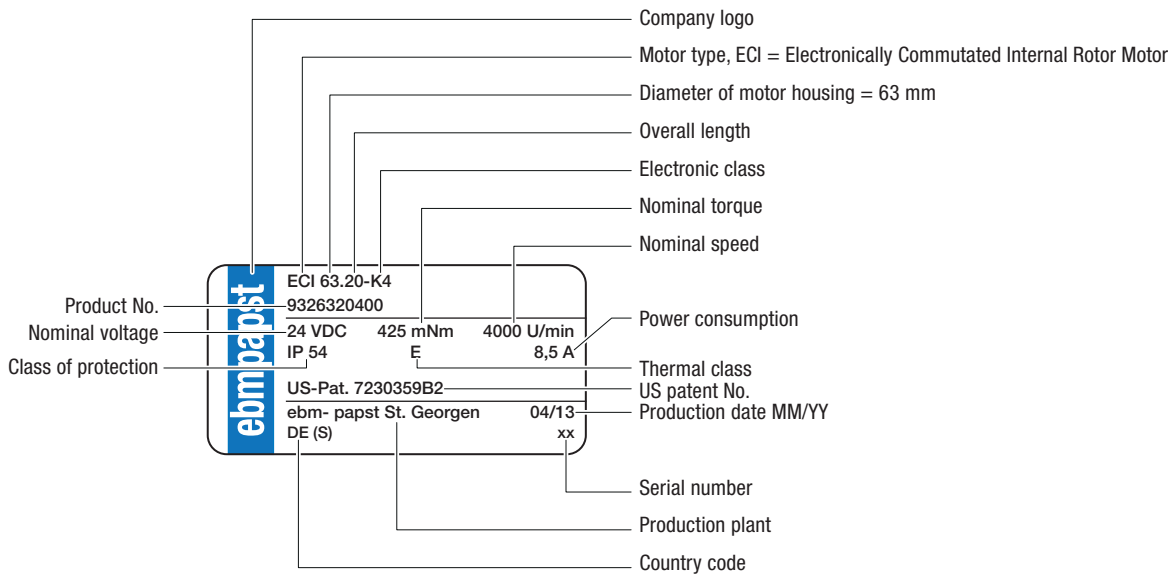 Company logo
Motor type, ECI = Electronically Commutated Internal Rotor Motor
Diameter of motor housing = 63 mm
Overall length
Electronic class
Nominal torque
Nominal speed
Product No.
Nominal voltage
Class of protection
ebmpapst
ECI 63.20-K4
9326320400
24 VDC 425 mNm 4000 U/min
IP 54 E 8,5 A
US-Pat. 7230359B2
ebm- papst St. Georgen 04/13
DE (S) xx
Power consumption
Thermal class
US patent No.
Production date MM/YY
Serial number
Production plant
Country code